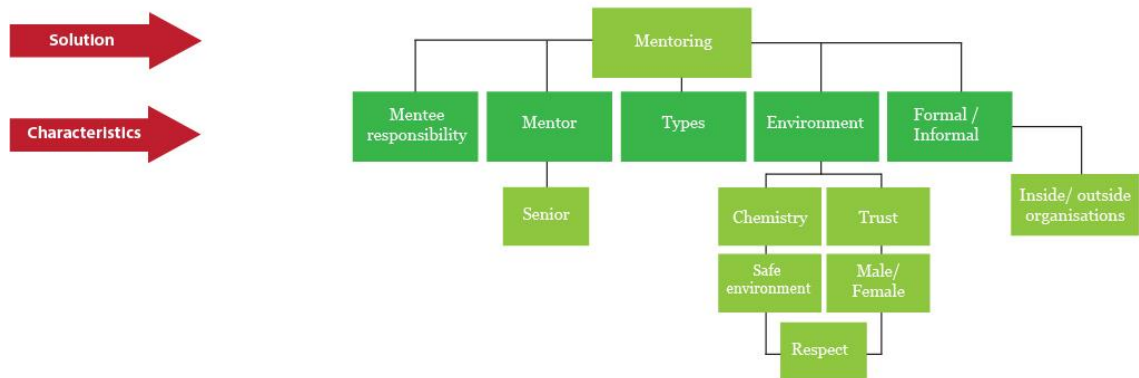 Solution
Mentoring
Characteristics
Mentee
responsibility
Mentor
Types
Environment
Formal /
Informal
Senior
Chemistry
Trust
Inside/ outside
organisations
Safe
environment
Male/
Female
Respect